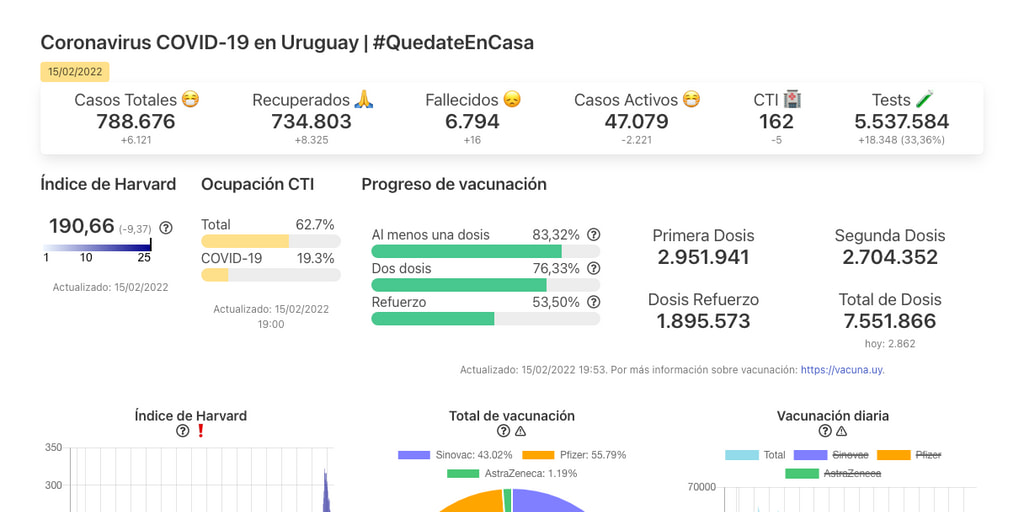 Coronavirus COVID-19 en Uruguay | #QuedateEnCasa
15/02/2022
Casos Totales 😷 Recuperados 🙏 Fallecidos 😞 Casos Activos 😷 CTI 🏥 Tests 🧪
788.676 734.803 6.794 47.079 162 5.537.584
+6.121 +8.325 +16 -2.221 -5 +18.348 (33,36%)
Índice de Harvard Ocupación CTI Progreso de vacunación
190,66 (-9,37) ?
1 10 25
Actualizado: 15/02/2022
Total 62.7%
COVID-19 19.3%
Actualizado: 15/02/2022
19:00
Al menos una dosis 83,32% ?
Dos dosis 76,33% ?
Refuerzo 53,50% ?
Primera Dosis Segunda Dosis
2.951.941 2.704.352
Dosis Refuerzo Total de Dosis
1.895.573 7.551.866
hoy: 2.862
Actualizado: 15/02/2022 19:53. Por más información sobre vacunación: https://vacuna.uy.
Índice de Harvard
? ❗
350
300
Total de vacunación
? ⚠
Sinovac: 43.02% Pfizer: 55.79%
AstraZeneca: 1.19%
Vacunación diaria
? ⚠
Total Sinovac Pfizer
AstraZeneca
70000